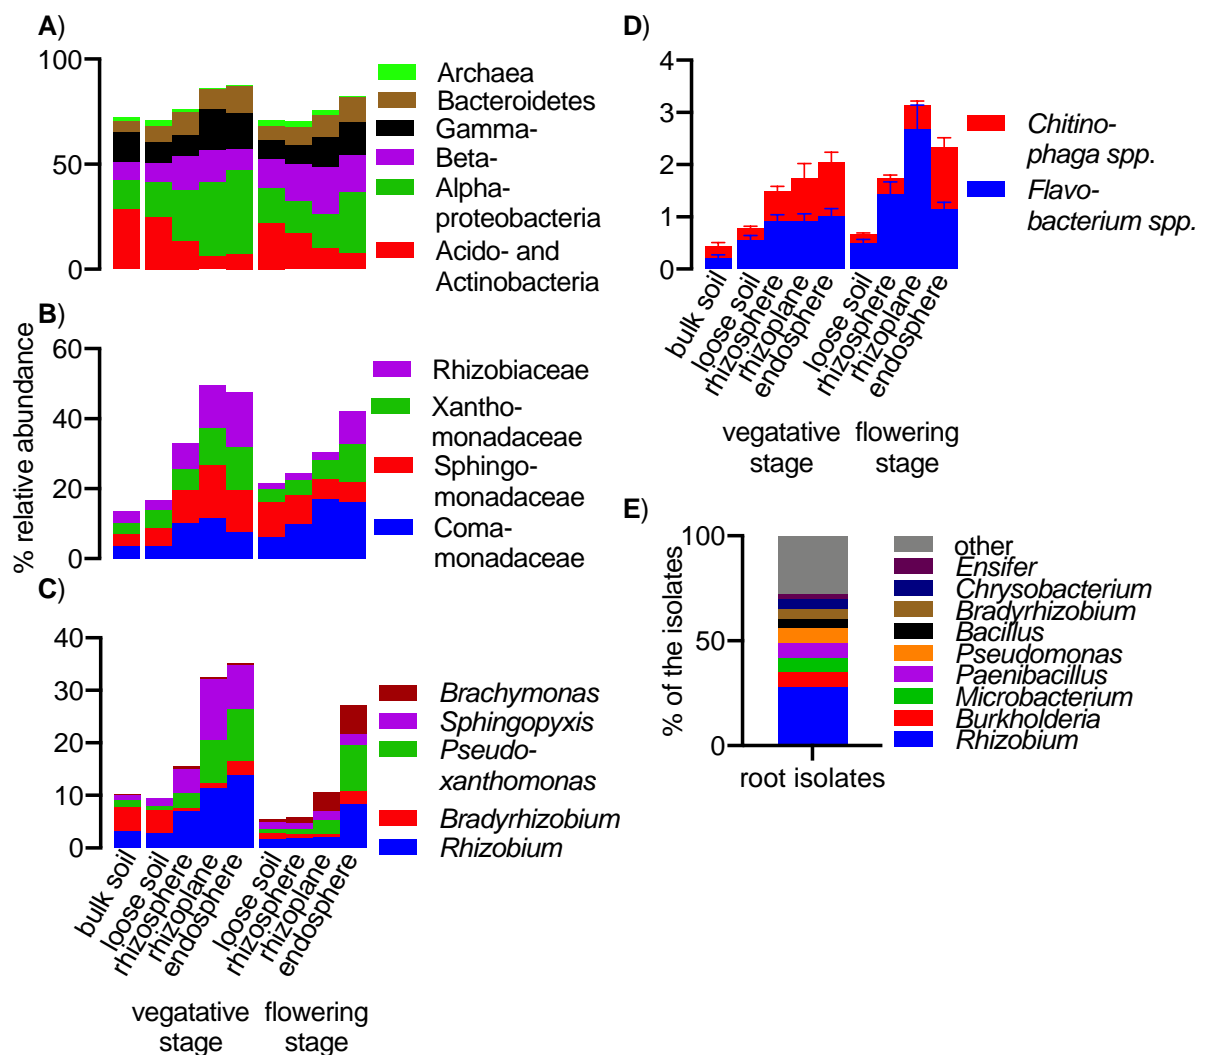 A)
100
50
0
Archaea
Bacteroidetes
Gamma-
Beta-
Alpha-
proteobacteria
Acido- and
Actinobacteria
% relative abundance
B)
60
40
20
0
Rhizobiaceae
Xantho-
monadaceae
Sphingo-
monadaceae
Coma-
monadaceae
C)
40
30
20
10
0
Brachymonas
Sphingopyxis
Pseudo-
xanthomonas
Bradyrhizobium
Rhizobium
bulk soil
loose soil
rhizosphere
rhizoplane
endosphere
loose soil
rhizosphere
rhizoplane
endosphere
vegatative
stage
flowering
stage
D)
4
3
2
1
0
Chitino-
phaga spp.
Flavo-
bacterium spp.
bulk soil
loose soil
rhizosphere
rhizoplane
endosphere
loose soil
rhizosphere
rhizoplane
endosphere
vegatative
stage
flowering
stage
E)
% of the isolates
100
50
0
root isolates
other
Ensifer
Chrysobacterium
Bradyrhizobium
Bacillus
Pseudomonas
Paenibacillus
Microbacterium
Burkholderia
Rhizobium